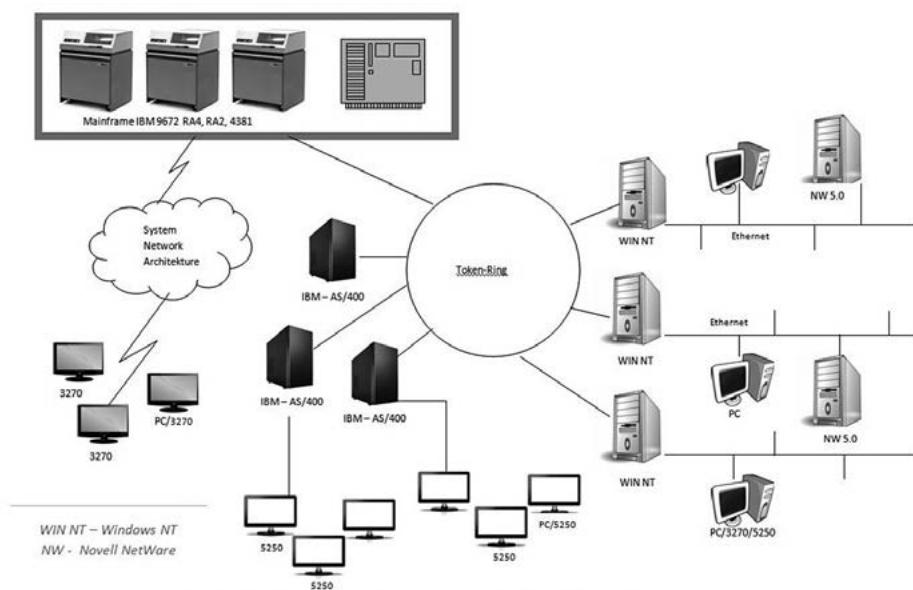 Mainframe IBM 9672 RA4, RA2, 4381
System
Network
Architekture
Token-Ring
IBM – AS/400
IBM – AS/400
IBM – AS/400
WIN NT
NW 5.0
Ethernet
WIN NT
Ethernet
PC
NW 5.0
WIN NT
PC/3270/5250
3270
PC/3270
3270
5250
5250
5250
PC/5250
WIN NT – Windows NT
NW - Novell NetWare